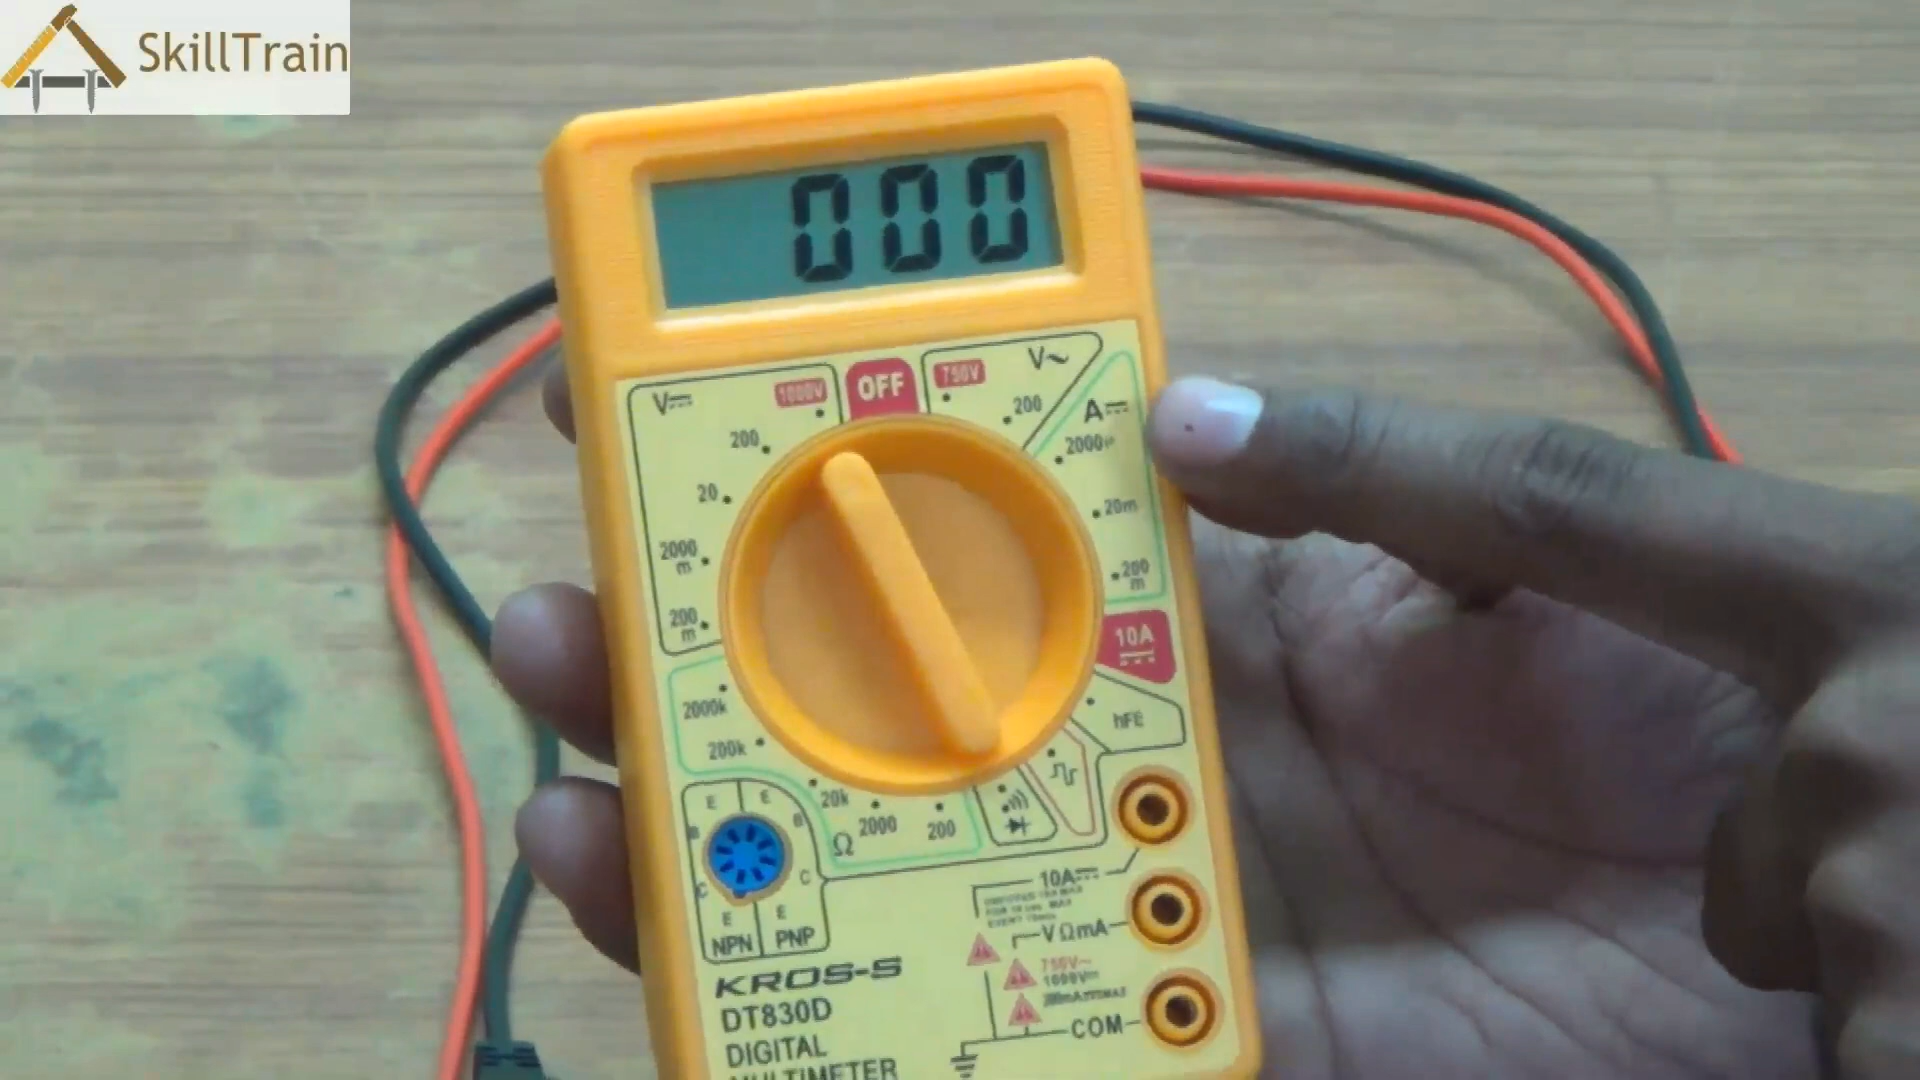 SkillTrain
000
V⎓
1000V
OFF
750V
V~
200
200
A⎓
2000µ
20
20m
2000
m
200
m
200
m
10A
2000k
hFE
200k
20k
Ω
2000
200
E
E
B
B
C
C
E
E
NPN
PNP
10A⎓
VΩmA
750V~
1000V⎓
COM
KROS-S
DT830D
DIGITAL
MULTIMETER